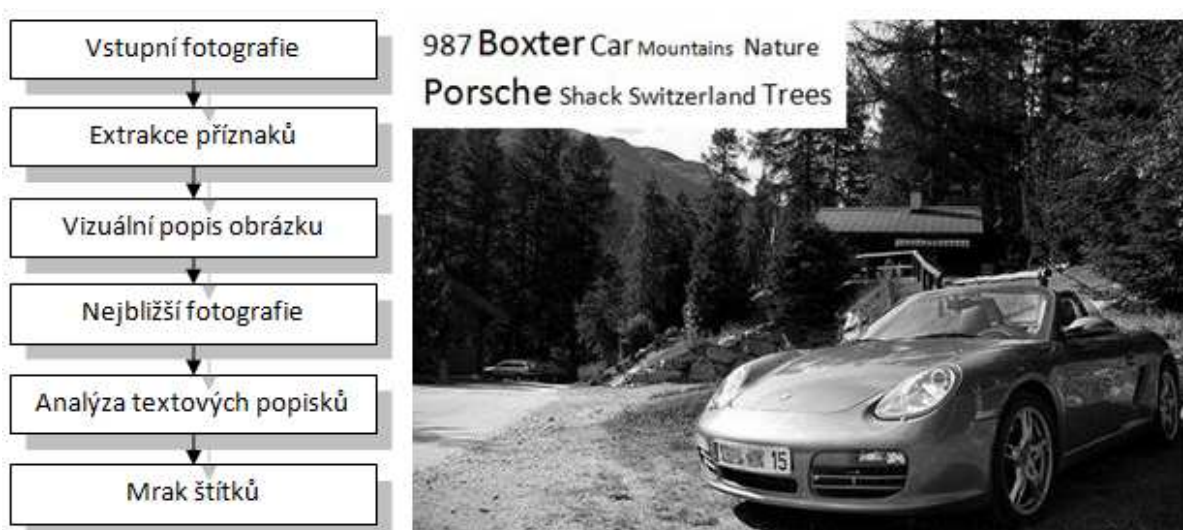 Vstupní fotografie
Extrakce příznaků
Vizuální popis obrázku
Nejbližší fotografie
Analýza textových popisků
Mrak štítků
987 Boxter Car Mountains Nature
Porsche Shack Switzerland Trees
15